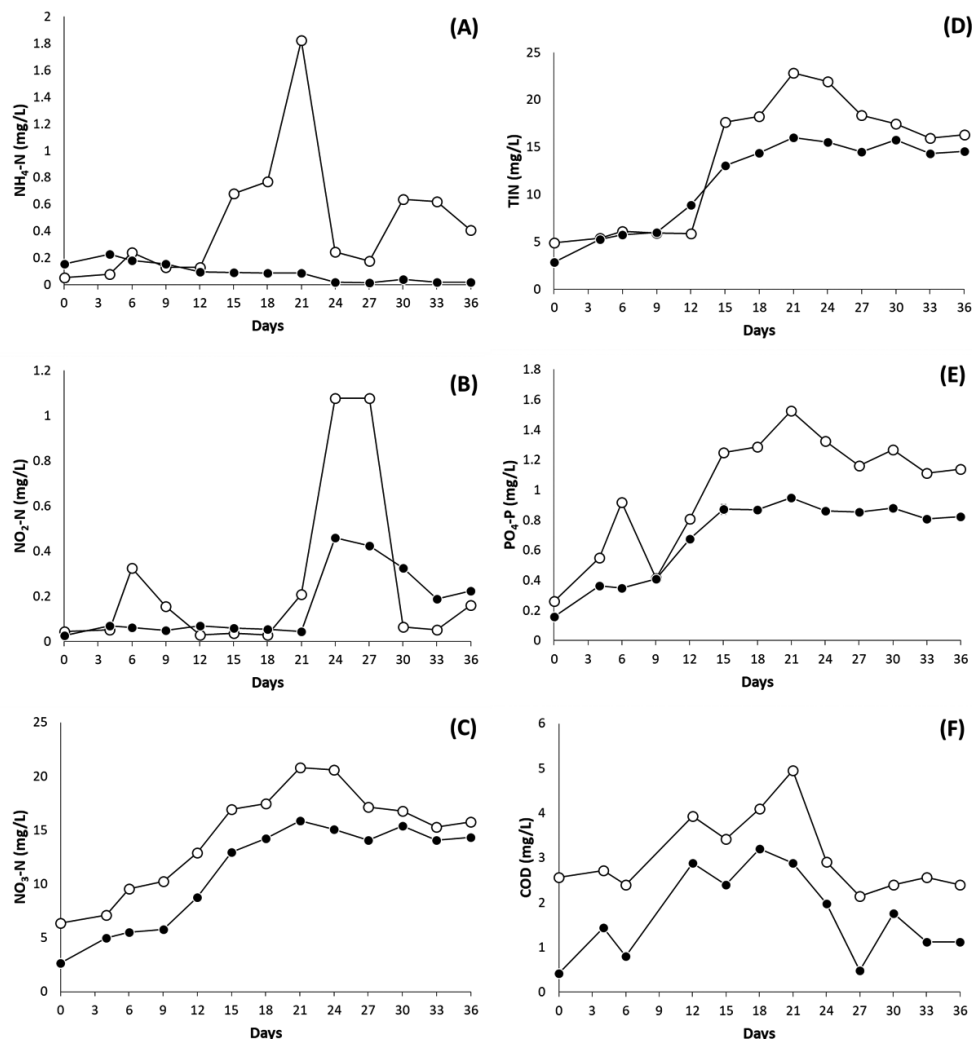 (A)
NH₄-N (mg/L)
2
1.8
1.6
1.4
1.2
1
0.8
0.6
0.4
0.2
0
0 3 6 9 12 15 18 21 24 27 30 33 36
Days
(B)
NO₂-N (mg/L)
1.2
1
0.8
0.6
0.4
0.2
0
0 3 6 9 12 15 18 21 24 27 30 33 36
Days
(C)
NO₃-N (mg/L)
25
20
15
10
5
0
0 3 6 9 12 15 18 21 24 27 30 33 36
Days
(D)
TIN (mg/L)
25
20
15
10
5
0
0 3 6 9 12 15 18 21 24 27 30 33 36
Days
(E)
PO₄-P (mg/L)
1.8
1.6
1.4
1.2
1
0.8
0.6
0.4
0.2
0
0 3 6 9 12 15 18 21 24 27 30 33 36
Days
(F)
COD (mg/L)
6
5
4
3
2
1
0
0 3 6 9 12 15 18 21 24 27 30 33 36
Days